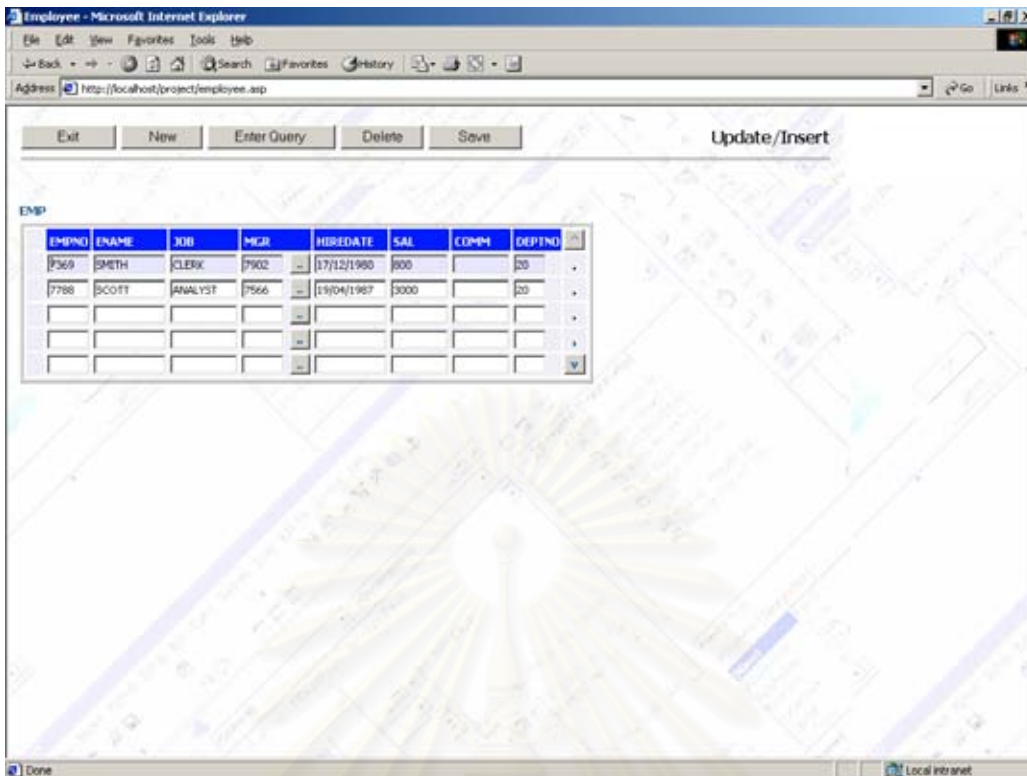 Employee - Microsoft Internet Explorer
File Edit View Favorites Tools Help
Back Search Favorites History
Address http://localhost/project/employee.asp Go Links
Exit New Enter Query Delete Save Update/Insert
EMP
EMPNO ENAME JOB MGR HIREDATE SAL COMM DEPTNO
7369 SMITH CLERK 7902 ... 17/12/1980 800 20
7788 SCOTT ANALYST 7566 ... 19/04/1987 3000 20
...
...
...
Done Local intranet